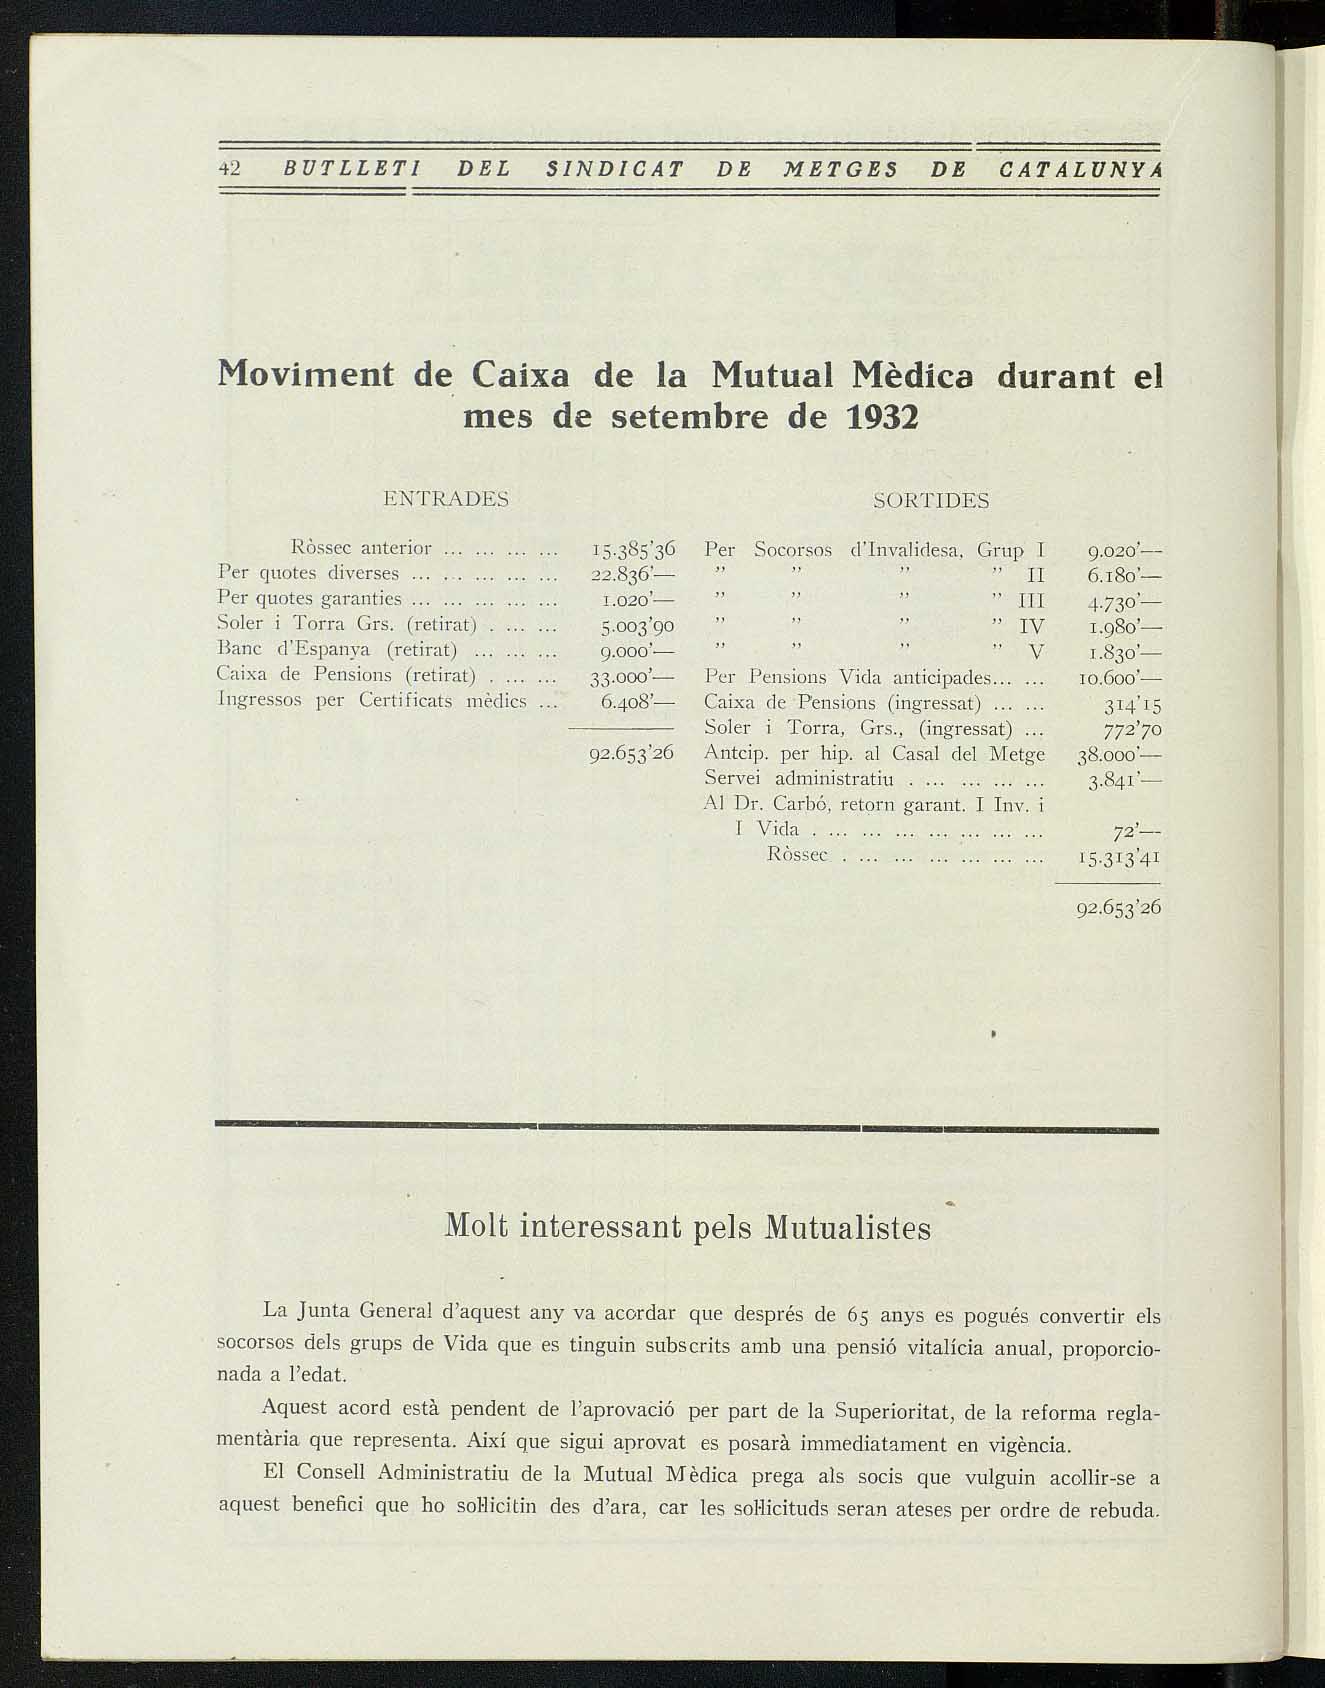 42 BUTLLETI DEL SINDICAT DE METGES DE CATALUNYA
Moviment de Caixa de la Mutual Mèdica durant el
mes de setembre de 1932
ENTRADES
Ròssec anterior ... ... ... ... 15.385'36
Per quotes diverses ... ... ... ... ... 22.836'—
Per quotes garanties ... ... ... ... ... 1.020'—
Soler i Torra Grs. (retirat) . ... ... 5.003'90
Banc d'Espanya (retirat) ... ... ... 9.000'—
Caixa de Pensions (retirat) . ... ... 33.000'—
Ingressos per Certificats mèdics ... 6.408'—
92.653'26
SORTIDES
Per Socorsos d'Invalidesa, Grup I 9.020'—
" " " " II 6.180'—
" " " " III 4.730'—
" " " " IV 1.980'—
" " " " V 1.830'—
Per Pensions Vida anticipades... ... 10.600'—
Caixa de Pensions (ingressat) ... ... 314'15
Soler i Torra, Grs., (ingressat) ... 772'70
Antcip. per hip. al Casal del Metge 38.000'—
Servei administratiu . ... ... ... ... 3.841'—
Al Dr. Carbó, retorn garant. I Inv. i
I Vida . ... ... ... ... ... ... ... 72'—
Ròssec . ... ... ... ... ... ... 15.313'41
92.653'26
Molt interessant pels Mutualistes
La Junta General d'aquest any va acordar que després de 65 anys es pogués convertir els
socorsos dels grups de Vida que es tinguin subscrits amb una pensió vitalícia anual, proporcio-
nada a l'edat.
Aquest acord està pendent de l'aprovació per part de la Superioritat, de la reforma regla-
mentària que representa. Així que sigui aprovat es posarà immediatament en vigència.
El Consell Administratiu de la Mutual Mèdica prega als socis que vulguin acollir-se a
aquest benefici que ho sol·licitin des d'ara, car les sol·licituds seran ateses per ordre de rebuda.